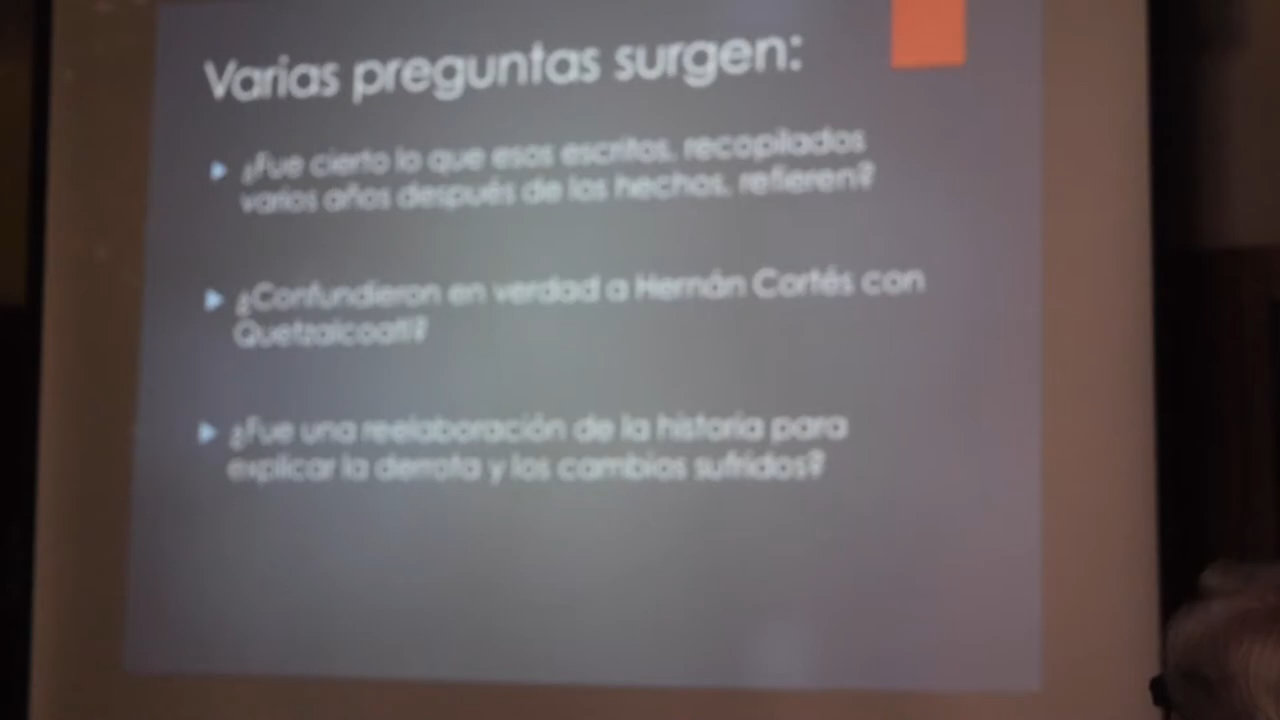 Varias preguntas surgen:
¿Fue cierto lo que esos escritos, recopilados
varios años después de los hechos, refieren?
¿Confundieron en verdad a Hernán Cortés con
Quetzalcoatl?
¿Fue una reelaboración de la historia para
explicar la derrota y los cambios sufridos?